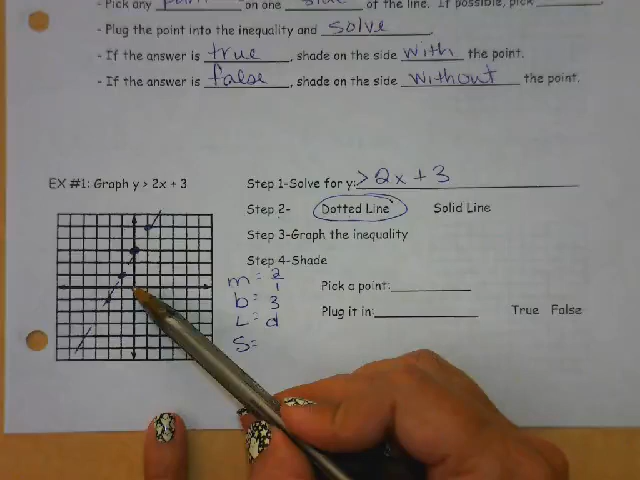 - Pick any point on one side of the line. If possible, pick
- Plug the point into the inequality and solve.
- If the answer is true, shade on the side with the point.
- If the answer is false, shade on the side without the point.
EX #1: Graph y > 2x + 3
Step 1-Solve for y: > 2x + 3
Step 2- Dotted Line Solid Line
Step 3-Graph the inequality
Step 4-Shade
m = 2/1
b = 3
L = d
S =
Pick a point:
Plug it in: True False